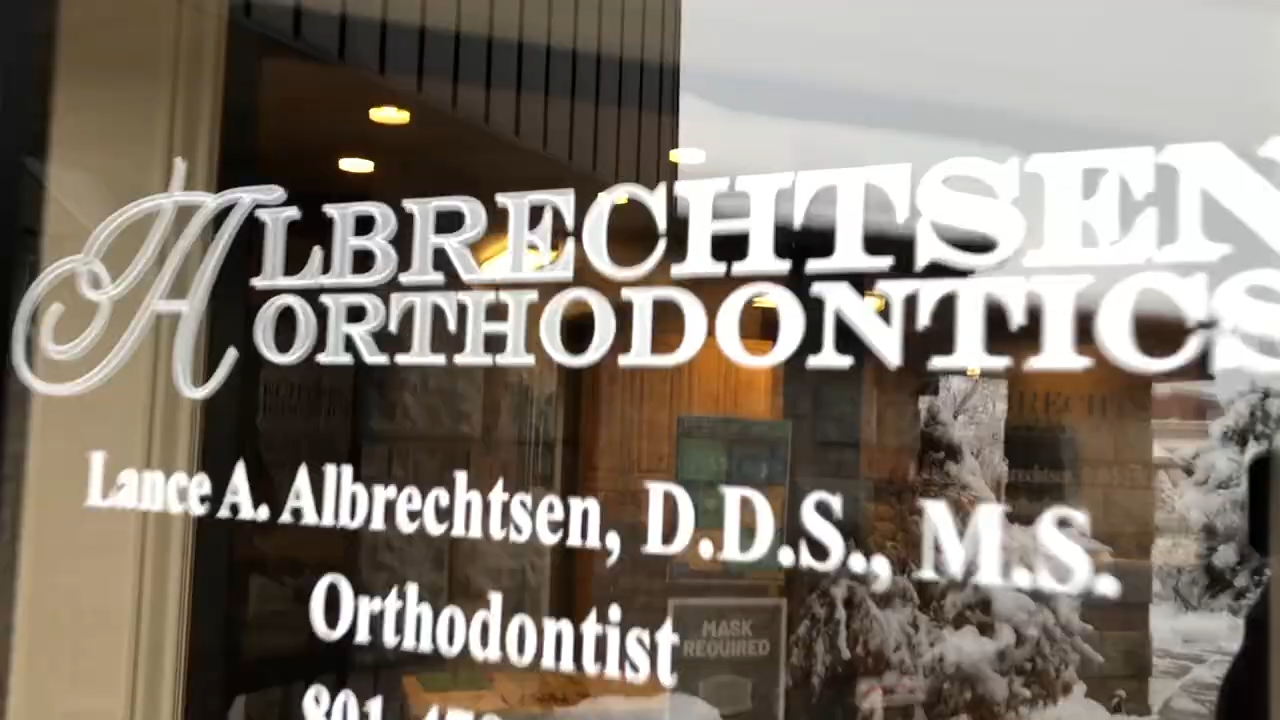 ALBRECHTSEN
ORTHODONTICS
Lance A. Albrechtsen, D.D.S., M.S.
Orthodontist
MASK
REQUIRED